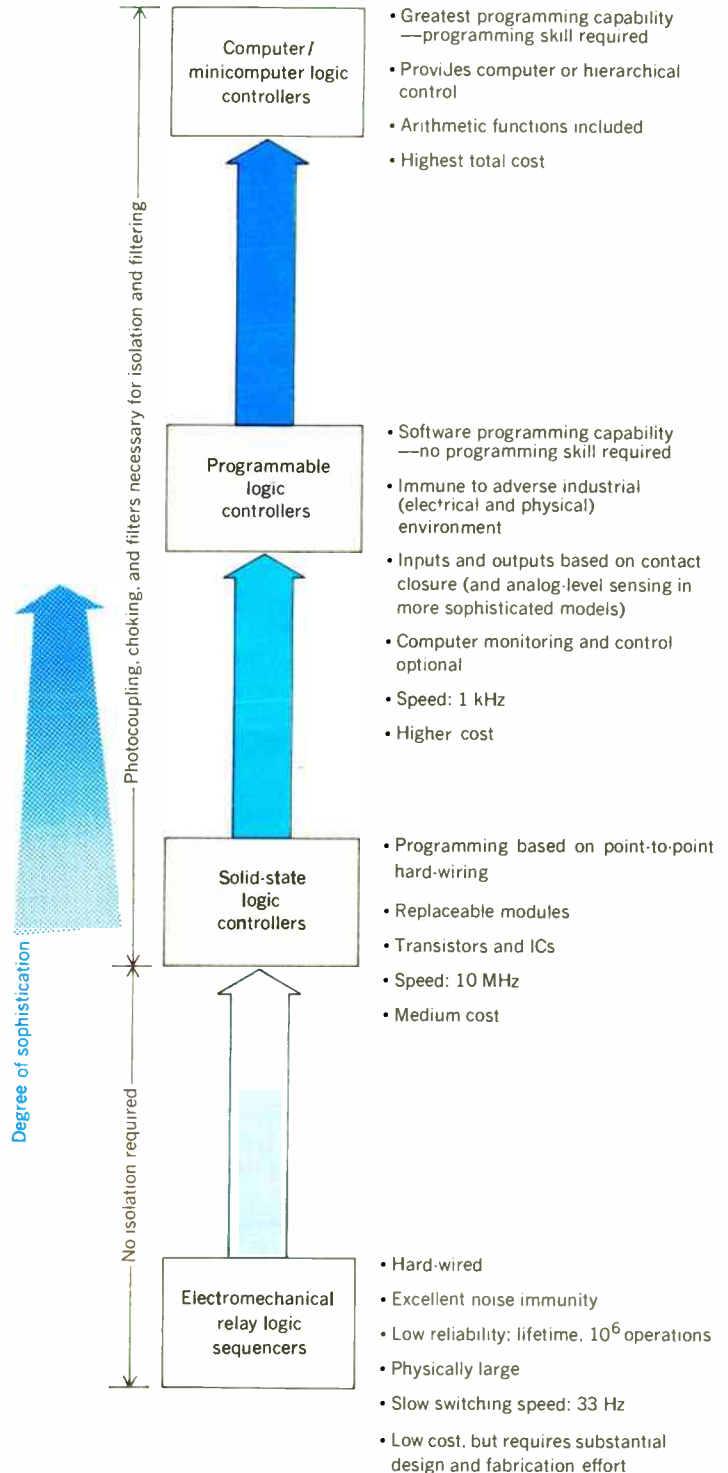 Computer/
minicomputer logic
controllers
• Greatest programming capability
—programming skill required
• Provides computer or hierarchical
control
• Arithmetic functions included
• Highest total cost
Photocoupling, choking, and filters necessary for isolation and filtering
Programmable
logic
controllers
• Software programming capability
—no programming skill required
• Immune to adverse industrial
(electrical and physical)
environment
• Inputs and outputs based on contact
closure (and analog-level sensing in
more sophisticated models)
• Computer monitoring and control
optional
• Speed: 1 kHz
• Higher cost
Degree of sophistication
Solid-state
logic
controllers
• Programming based on point-to-point
hard-wiring
• Replaceable modules
• Transistors and ICs
• Speed: 10 MHz
• Medium cost
No isolation required
Electromechanical
relay logic
sequencers
• Hard-wired
• Excellent noise immunity
• Low reliability: lifetime, 10⁶ operations
• Physically large
• Slow switching speed: 33 Hz
• Low cost, but requires substantial
design and fabrication effort